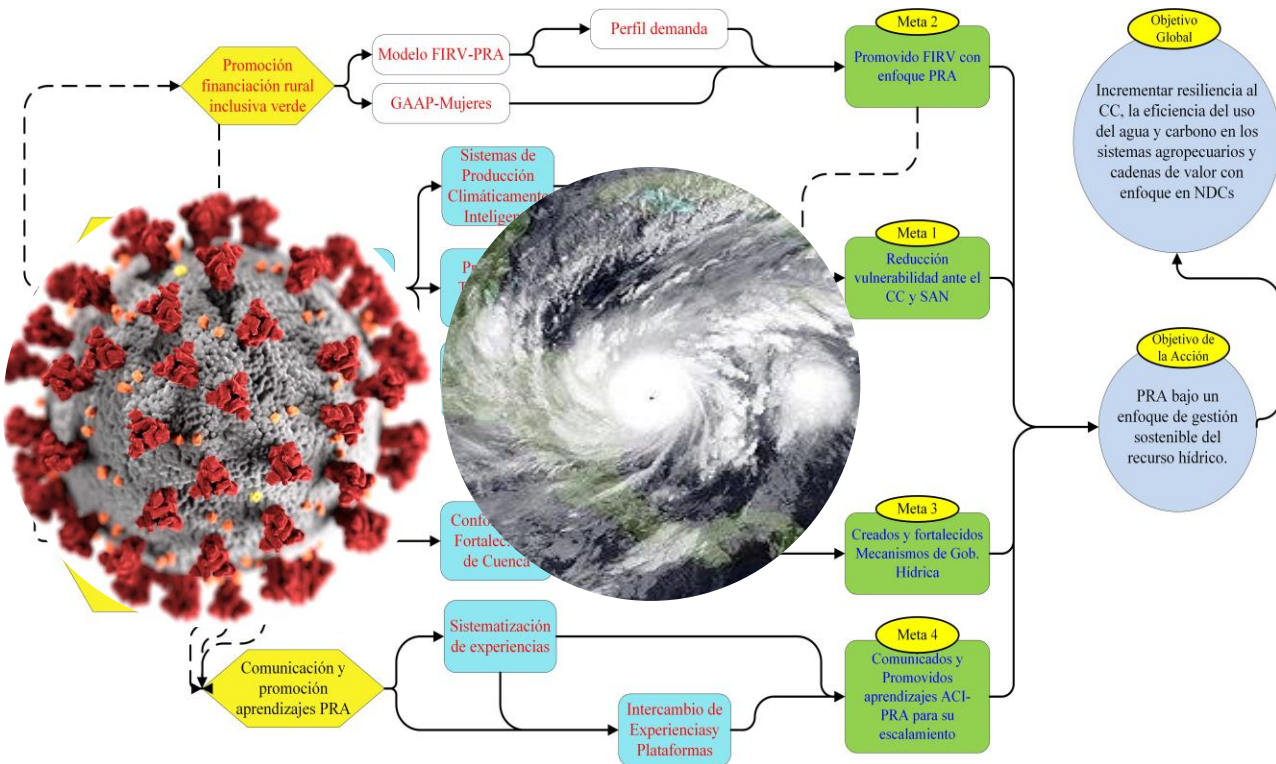 Promoción
financiación rural
inclusiva verde
Modelo FIRV-PRA
GAAP-Mujeres
Perfil demanda
Meta 2
Promovido FIRV con
enfoque PRA
Objetivo
Global
Incrementar resiliencia al
CC, la eficiencia del uso
del agua y carbono en los
sistemas agropecuarios y
cadenas de valor con
enfoque en NDCs
Sistemas de
Producción
Climáticamente
Meta 1
Reducción
vulnerabilidad ante el
CC y SAN
Objetivo de
la Acción
PRA bajo un
enfoque de gestión
sostenible del
recurso hídrico.
de Cuenca
Meta 3
Creados y fortalecidos
Mecanismos de Gob.
Hídrica
Comunicación y
promoción
aprendizajes PRA
Sistematización
de experiencias
Intercambio de
Experienciasy
Plataformas
Meta 4
Comunicados y
Promovidos
aprendizajes ACI-
PRA para su
escalamiento